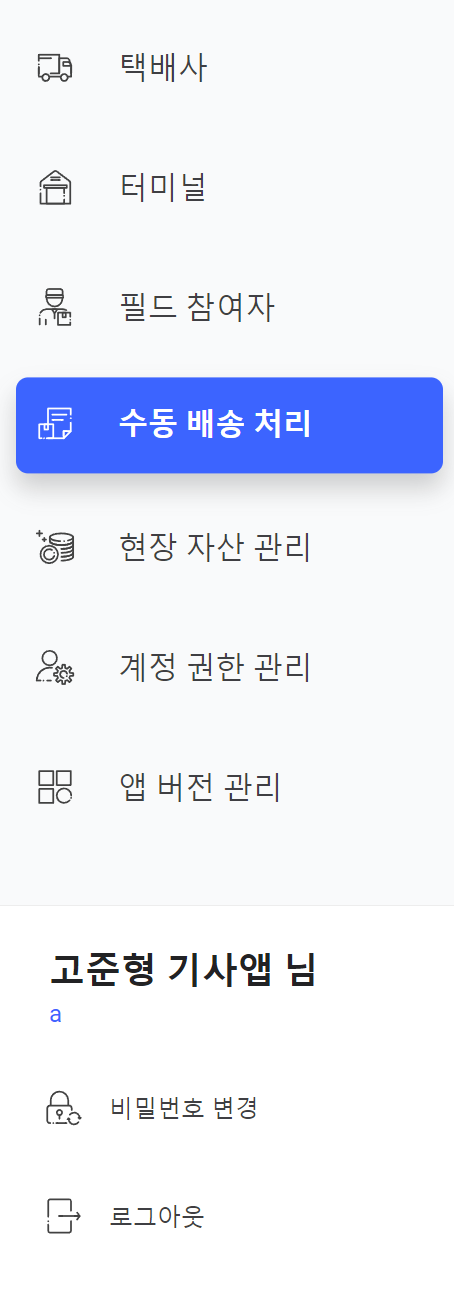 택배사
터미널
필드 참여자
수동 배송 처리
현장 자산 관리
계정 권한 관리
앱 버전 관리
고준형 기사앱 님
a
비밀번호 변경
로그아웃